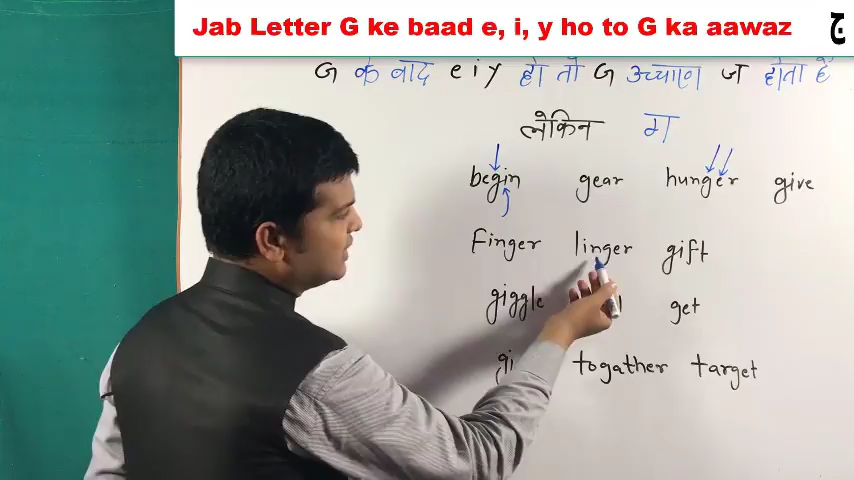 Jab Letter G ke baad e, i, y ho to G ka aawaz ج
G के बाद e i y हो तो G उच्चारण ज होता है
लेकिन ग
begin gear hunger give
Finger linger gift
giggle get
togather target